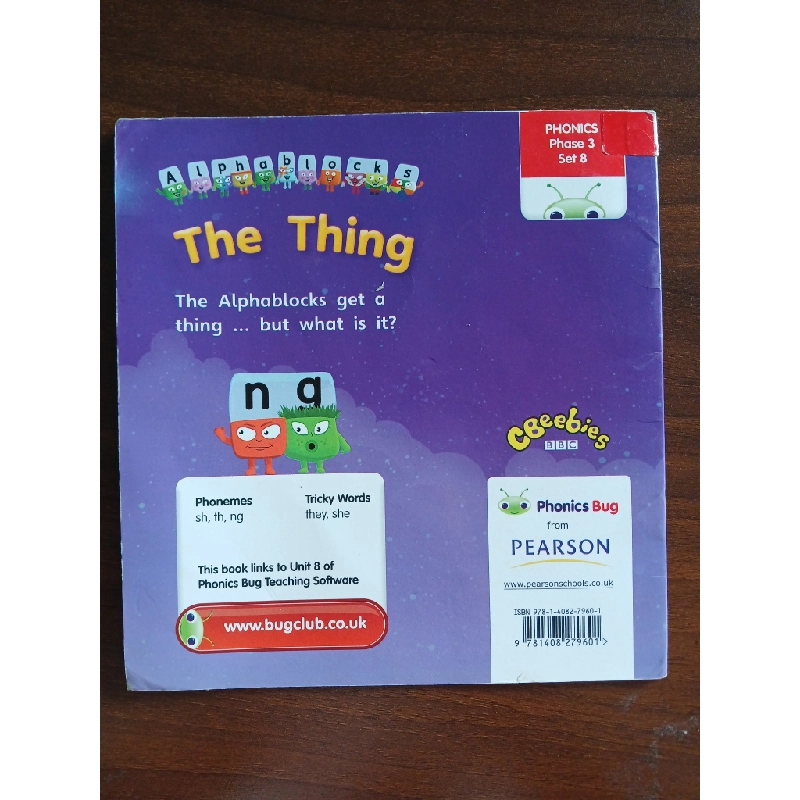 PHONICS
Phase 3
Set 8
Alphablocks
The Thing
The Alphablocks get a
thing ... but what is it?
n g
CBeebies
BBC
Phonemes
sh, th, ng
Tricky Words
they, she
This book links to Unit 8 of
Phonics Bug Teaching Software
www.bugclub.co.uk
Phonics Bug
from
PEARSON
www.pearsonschools.co.uk
ISBN 978-1-4082-7960-1
9 781408 279601 >